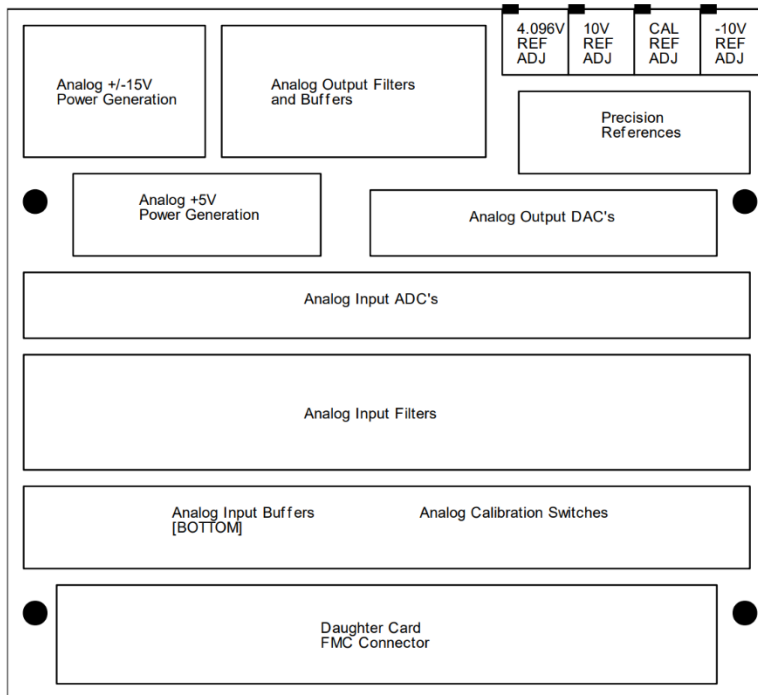 Analog +/-15V
Power Generation
Analog Output Filters
and Buffers
4.096V
REF
ADJ
10V
REF
ADJ
CAL
REF
ADJ
-10V
REF
ADJ
Precision
References
Analog +5V
Power Generation
Analog Output DAC's
Analog Input ADC's
Analog Input Filters
Analog Input Buffers
[BOTTOM]
Analog Calibration Switches
Daughter Card
FMC Connector